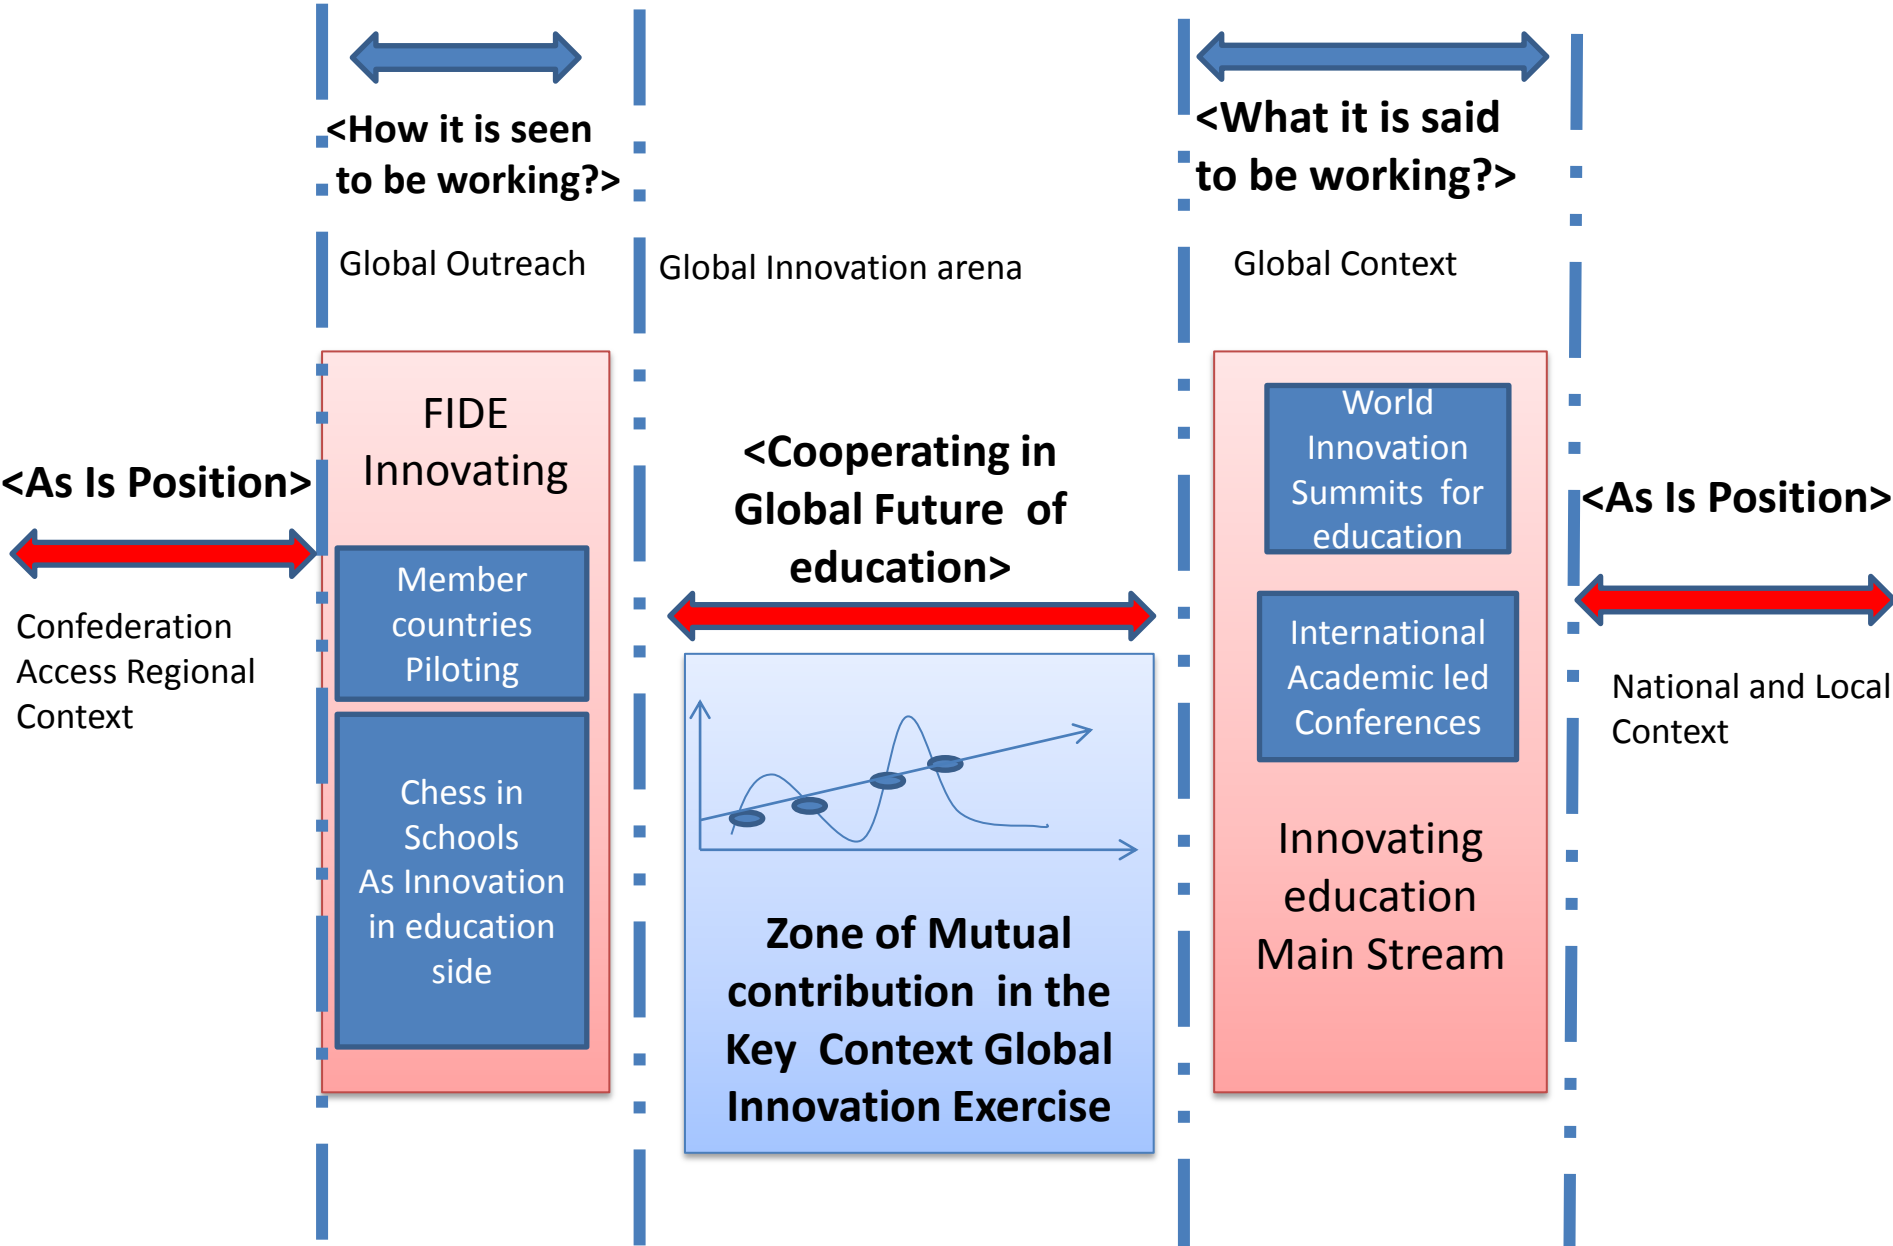 <How it is seen
to be working?>
<What it is said
to be working?>
Global Outreach
Global Innovation arena
Global Context
<As Is Position>
Confederation
Access Regional
Context
FIDE
Innovating
Member
countries
Piloting
Chess in
Schools
As Innovation
in education
side
<Cooperating in
Global Future of
education>
Zone of Mutual
contribution in the
Key Context Global
Innovation Exercise
World
Innovation
Summits for
education
International
Academic led
Conferences
Innovating
education
Main Stream
<As Is Position>
National and Local
Context